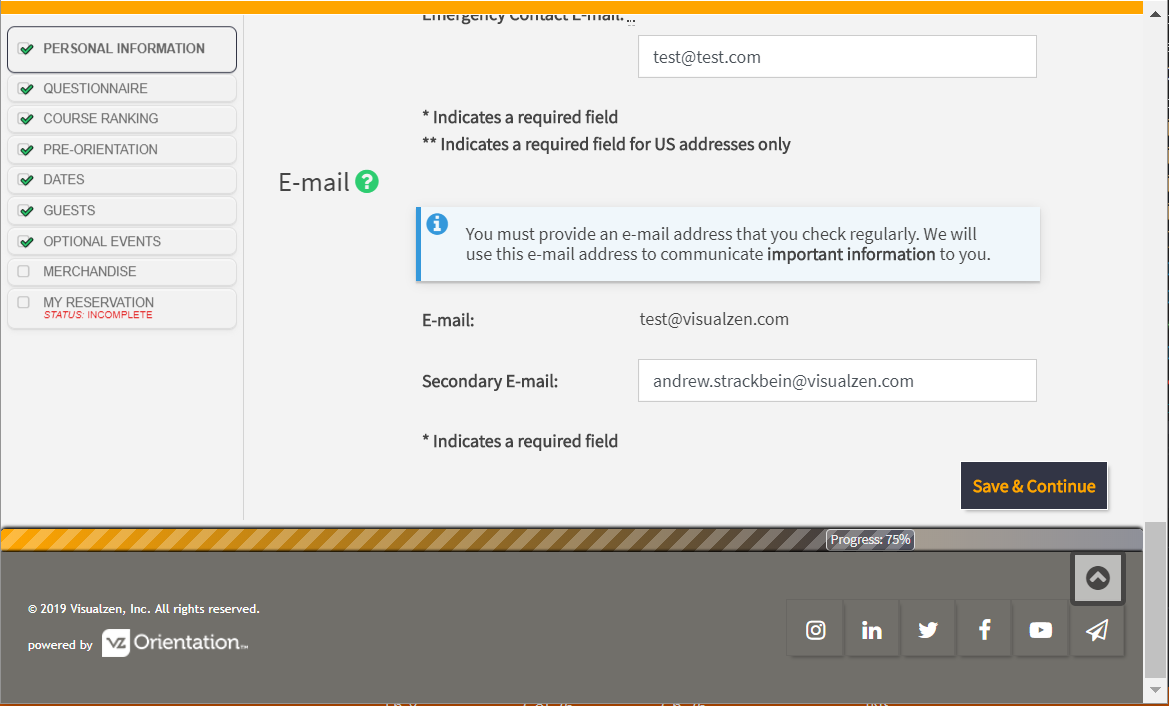 Emergency Contact E-mail:
PERSONAL INFORMATION
test@test.com
QUESTIONNAIRE
COURSE RANKING
PRE-ORIENTATION
DATES
GUESTS
OPTIONAL EVENTS
MERCHANDISE
MY RESERVATION
STATUS: INCOMPLETE
* Indicates a required field
** Indicates a required field for US addresses only
E-mail ?
You must provide an e-mail address that you check regularly. We will
use this e-mail address to communicate important information to you.
E-mail: test@visualzen.com
Secondary E-mail: andrew.strackbein@visualzen.com
* Indicates a required field
Save & Continue
Progress: 75%
© 2019 Visualzen, Inc. All rights reserved.
powered by VZ Orientation™